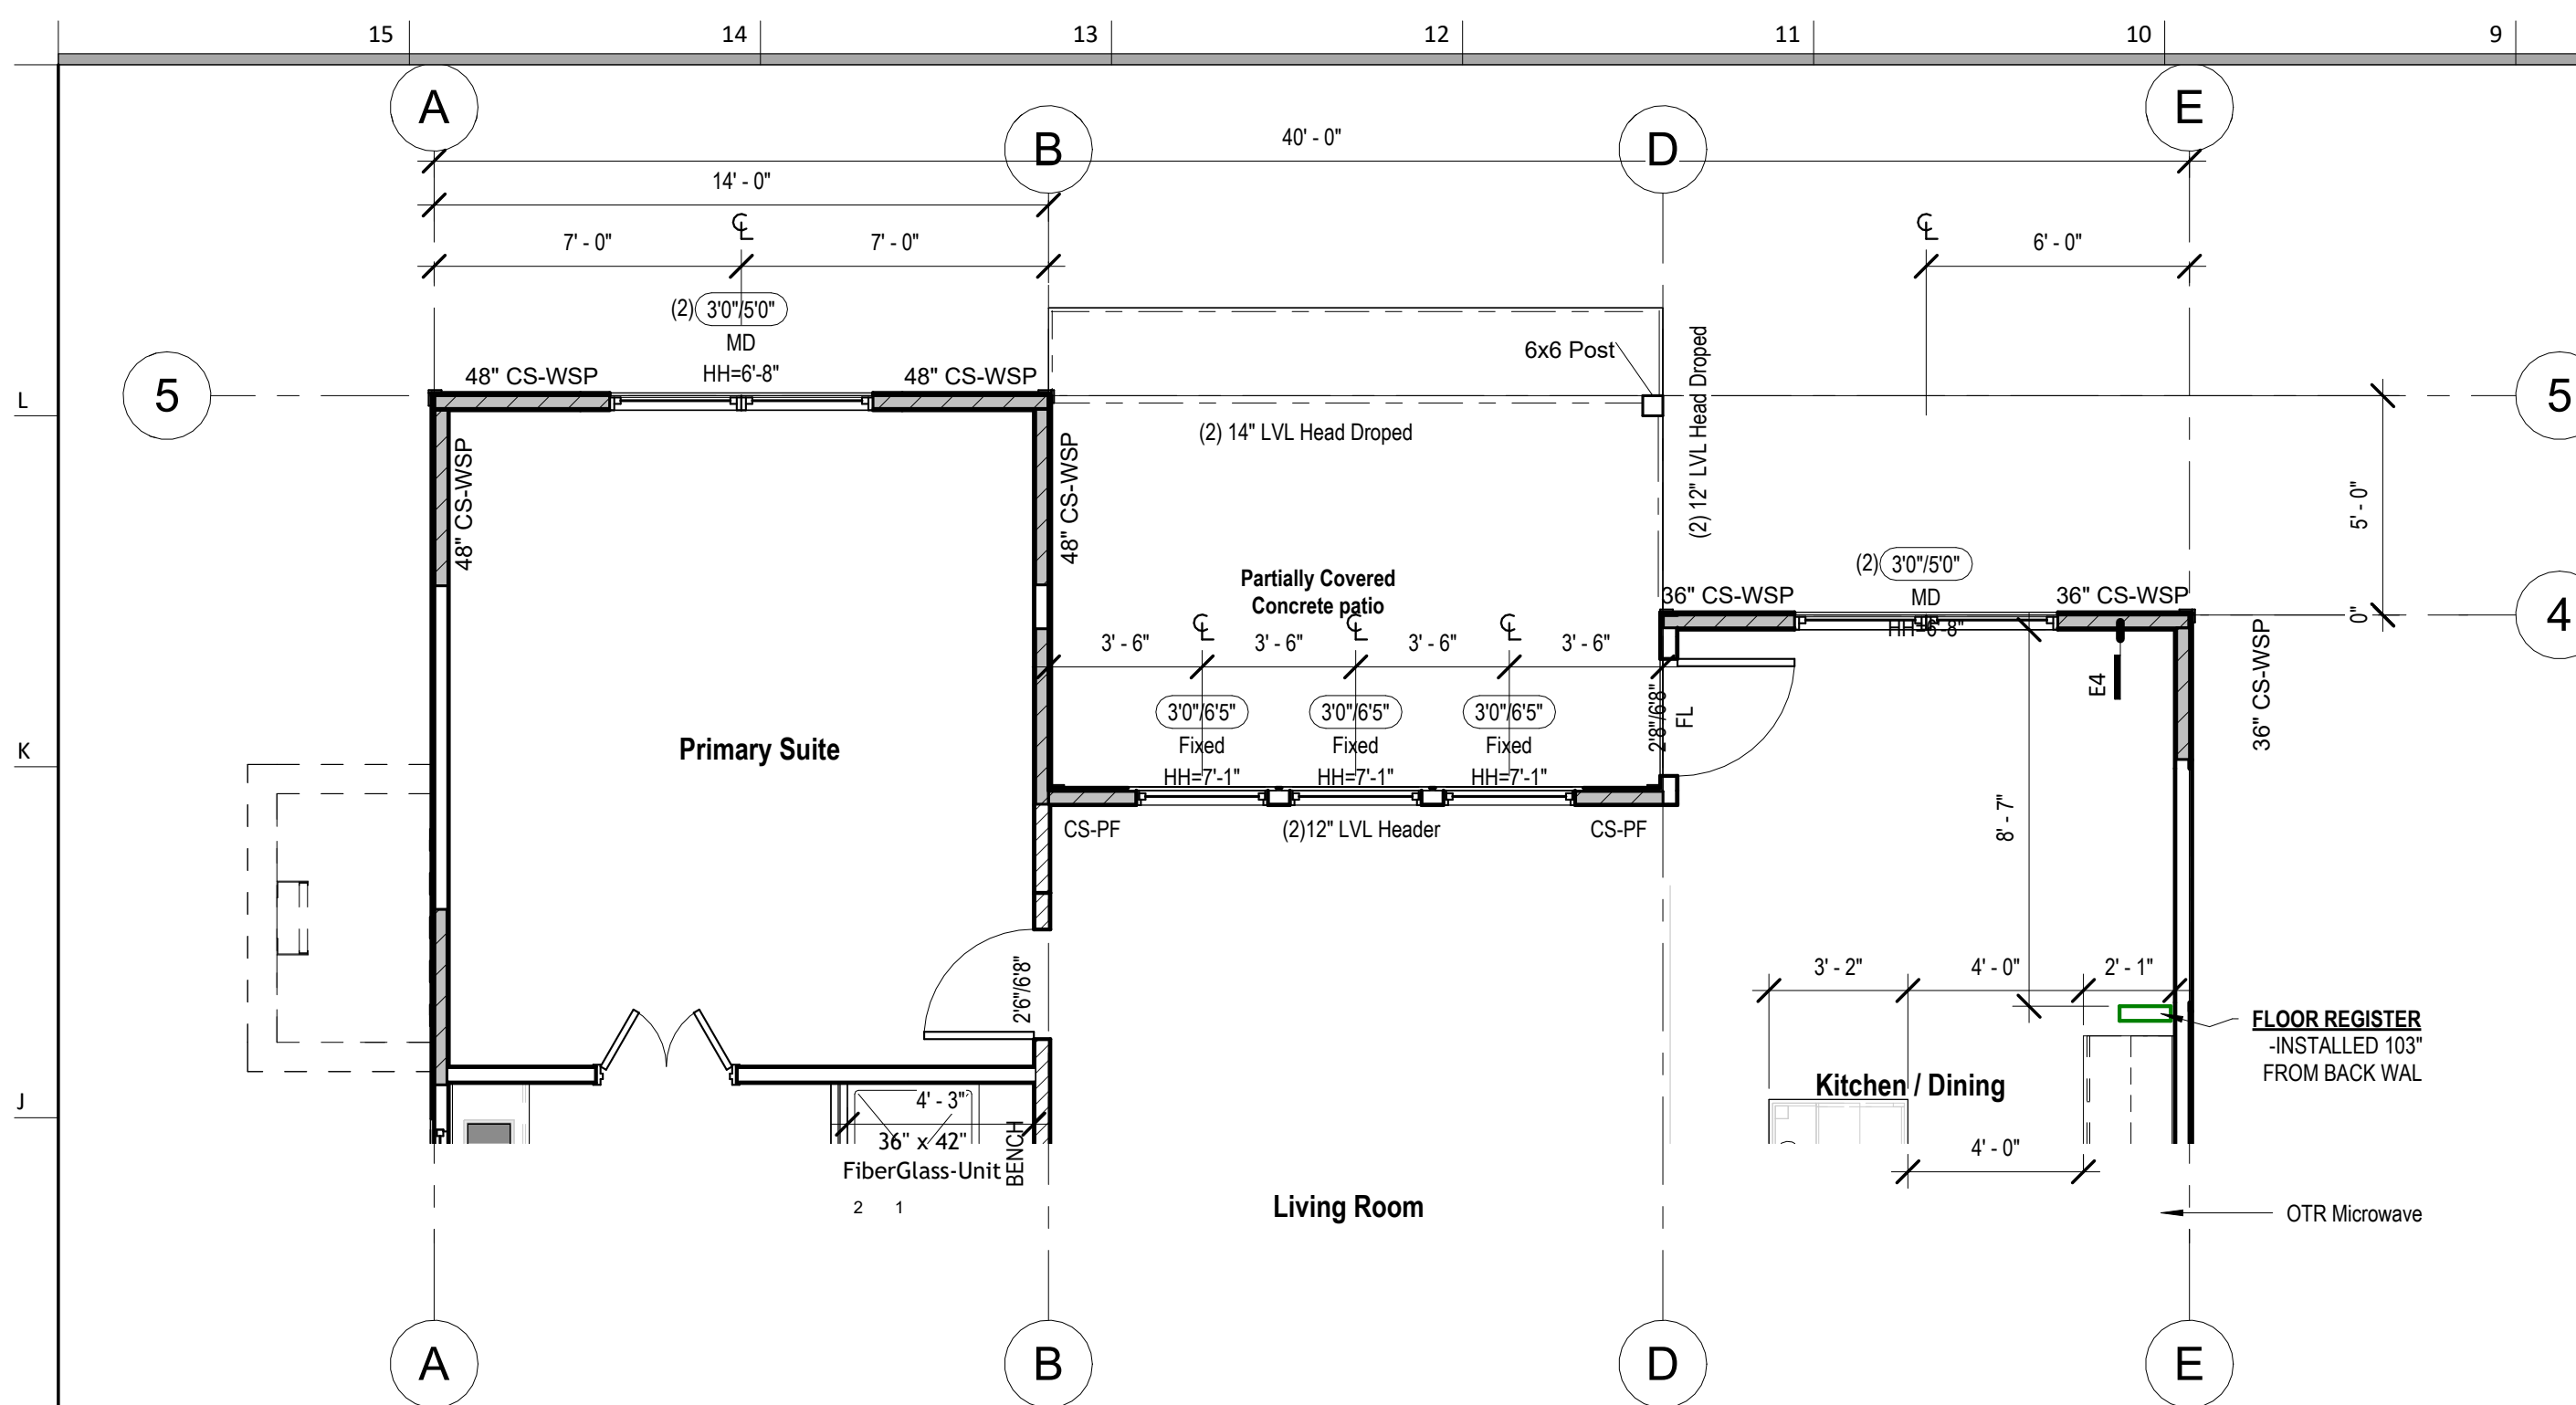 15
14
13
12
11
10
9
A
B
D
E
40' - 0"
14' - 0"
7' - 0"
7' - 0"
6' - 0"
(2) 3'0"/5'0"
MD
HH=6'-8"
48" CS-WSP
48" CS-WSP
6x6 Post
5
5
L
(2) 14" LVL Head Droped
(2) 12" LVL Head Droped
48" CS-WSP
48" CS-WSP
5' - 0"
0"
Partially Covered
Concrete patio
(2) 3'0"/5'0"
MD
HH=6'-8"
36" CS-WSP
36" CS-WSP
4
3' - 6"
3' - 6"
3' - 6"
3' - 6"
36" CS-WSP
E4
3'0"/6'5"
Fixed
HH=7'-1"
3'0"/6'5"
Fixed
HH=7'-1"
3'0"/6'5"
Fixed
HH=7'-1"
2'8"/6'8"
FL
K
Primary Suite
CS-PF
(2)12" LVL Header
CS-PF
8' - 7"
2'6"/6'8"
3' - 2"
4' - 0"
2' - 1"
FLOOR REGISTER
-INSTALLED 103"
FROM BACK WAL
Kitchen / Dining
J
4' - 3"
36" x 42"
FiberGlass-Unit
BENCH
4' - 0"
2 1
Living Room
OTR Microwave
A
B
D
E